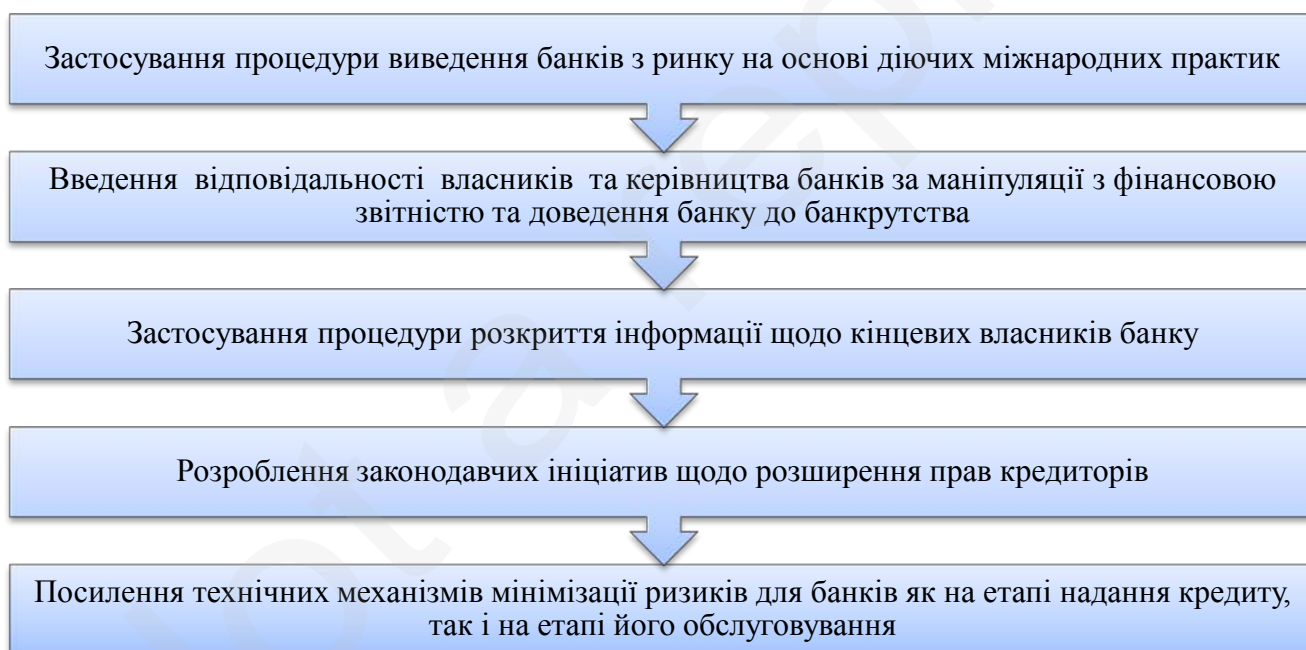 Застосування процедури виведення банків з ринку на основі діючих міжнародних практик
Введення відповідальності власників та керівництва банків за маніпуляції з фінансовою
звітністю та доведення банку до банкрутства
Застосування процедури розкриття інформації щодо кінцевих власників банку
Розроблення законодавчих ініціатив щодо розширення прав кредиторів
Посилення технічних механізмів мінімізації ризиків для банків як на етапі надання кредиту,
так і на етапі його обслуговування